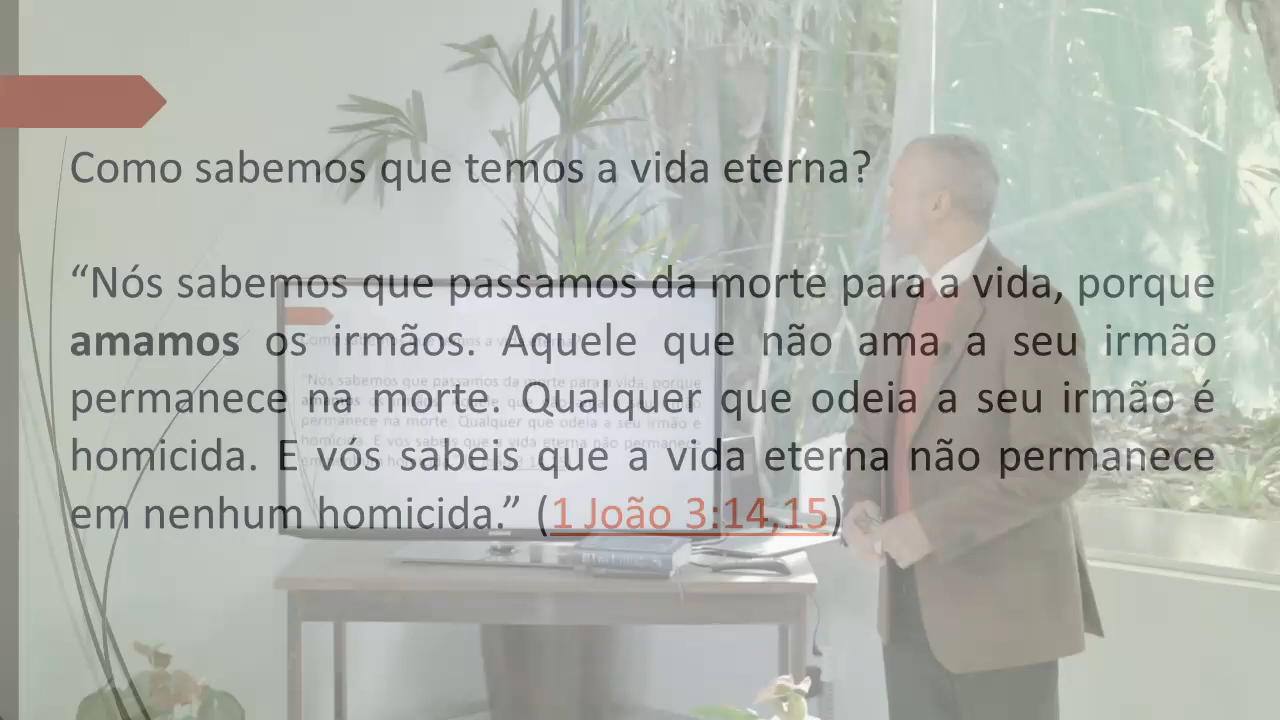 Como sabemos que temos a vida eterna?
“Nós sabemos que passamos da morte para a vida, porque
amamos os irmãos. Aquele que não ama a seu irmão
permanece na morte. Qualquer que odeia a seu irmão é
homicida. E vós sabeis que a vida eterna não permanece
em nenhum homicida.” (1 João 3:14,15)